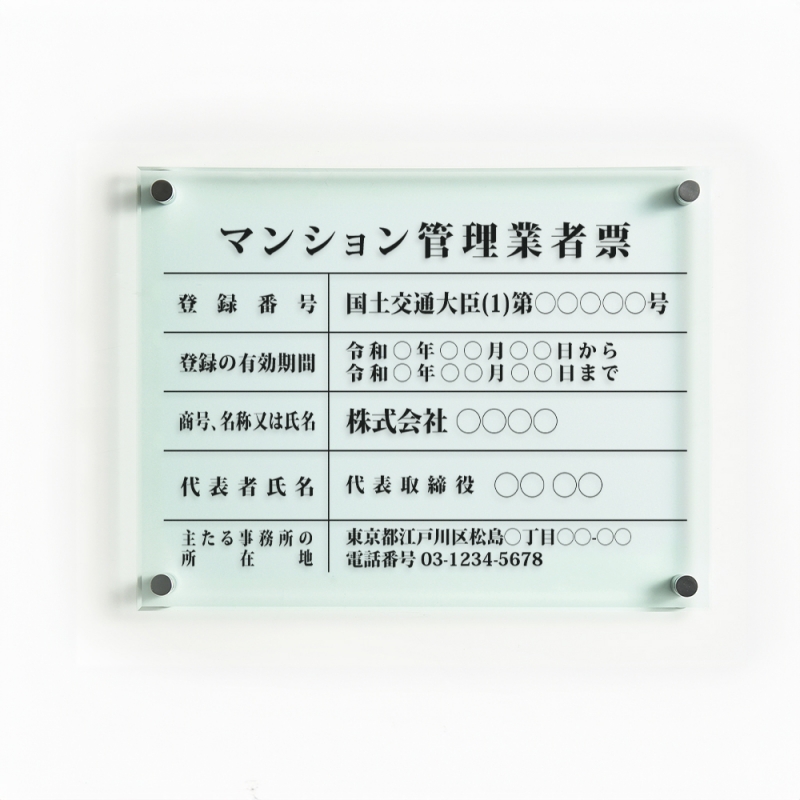 マンション管理業者票
登録番号 国土交通大臣(1)第○○○○○号
登録の有効期間 令和○年○○月○○日から
令和○年○○月○○日まで
商号、名称又は氏名 株式会社 ○○○○
代表者氏名 代表取締役 ○○ ○○
主たる事務所の 東京都江戸川区松島○丁目○○-○○
所在地 電話番号 03-1234-5678